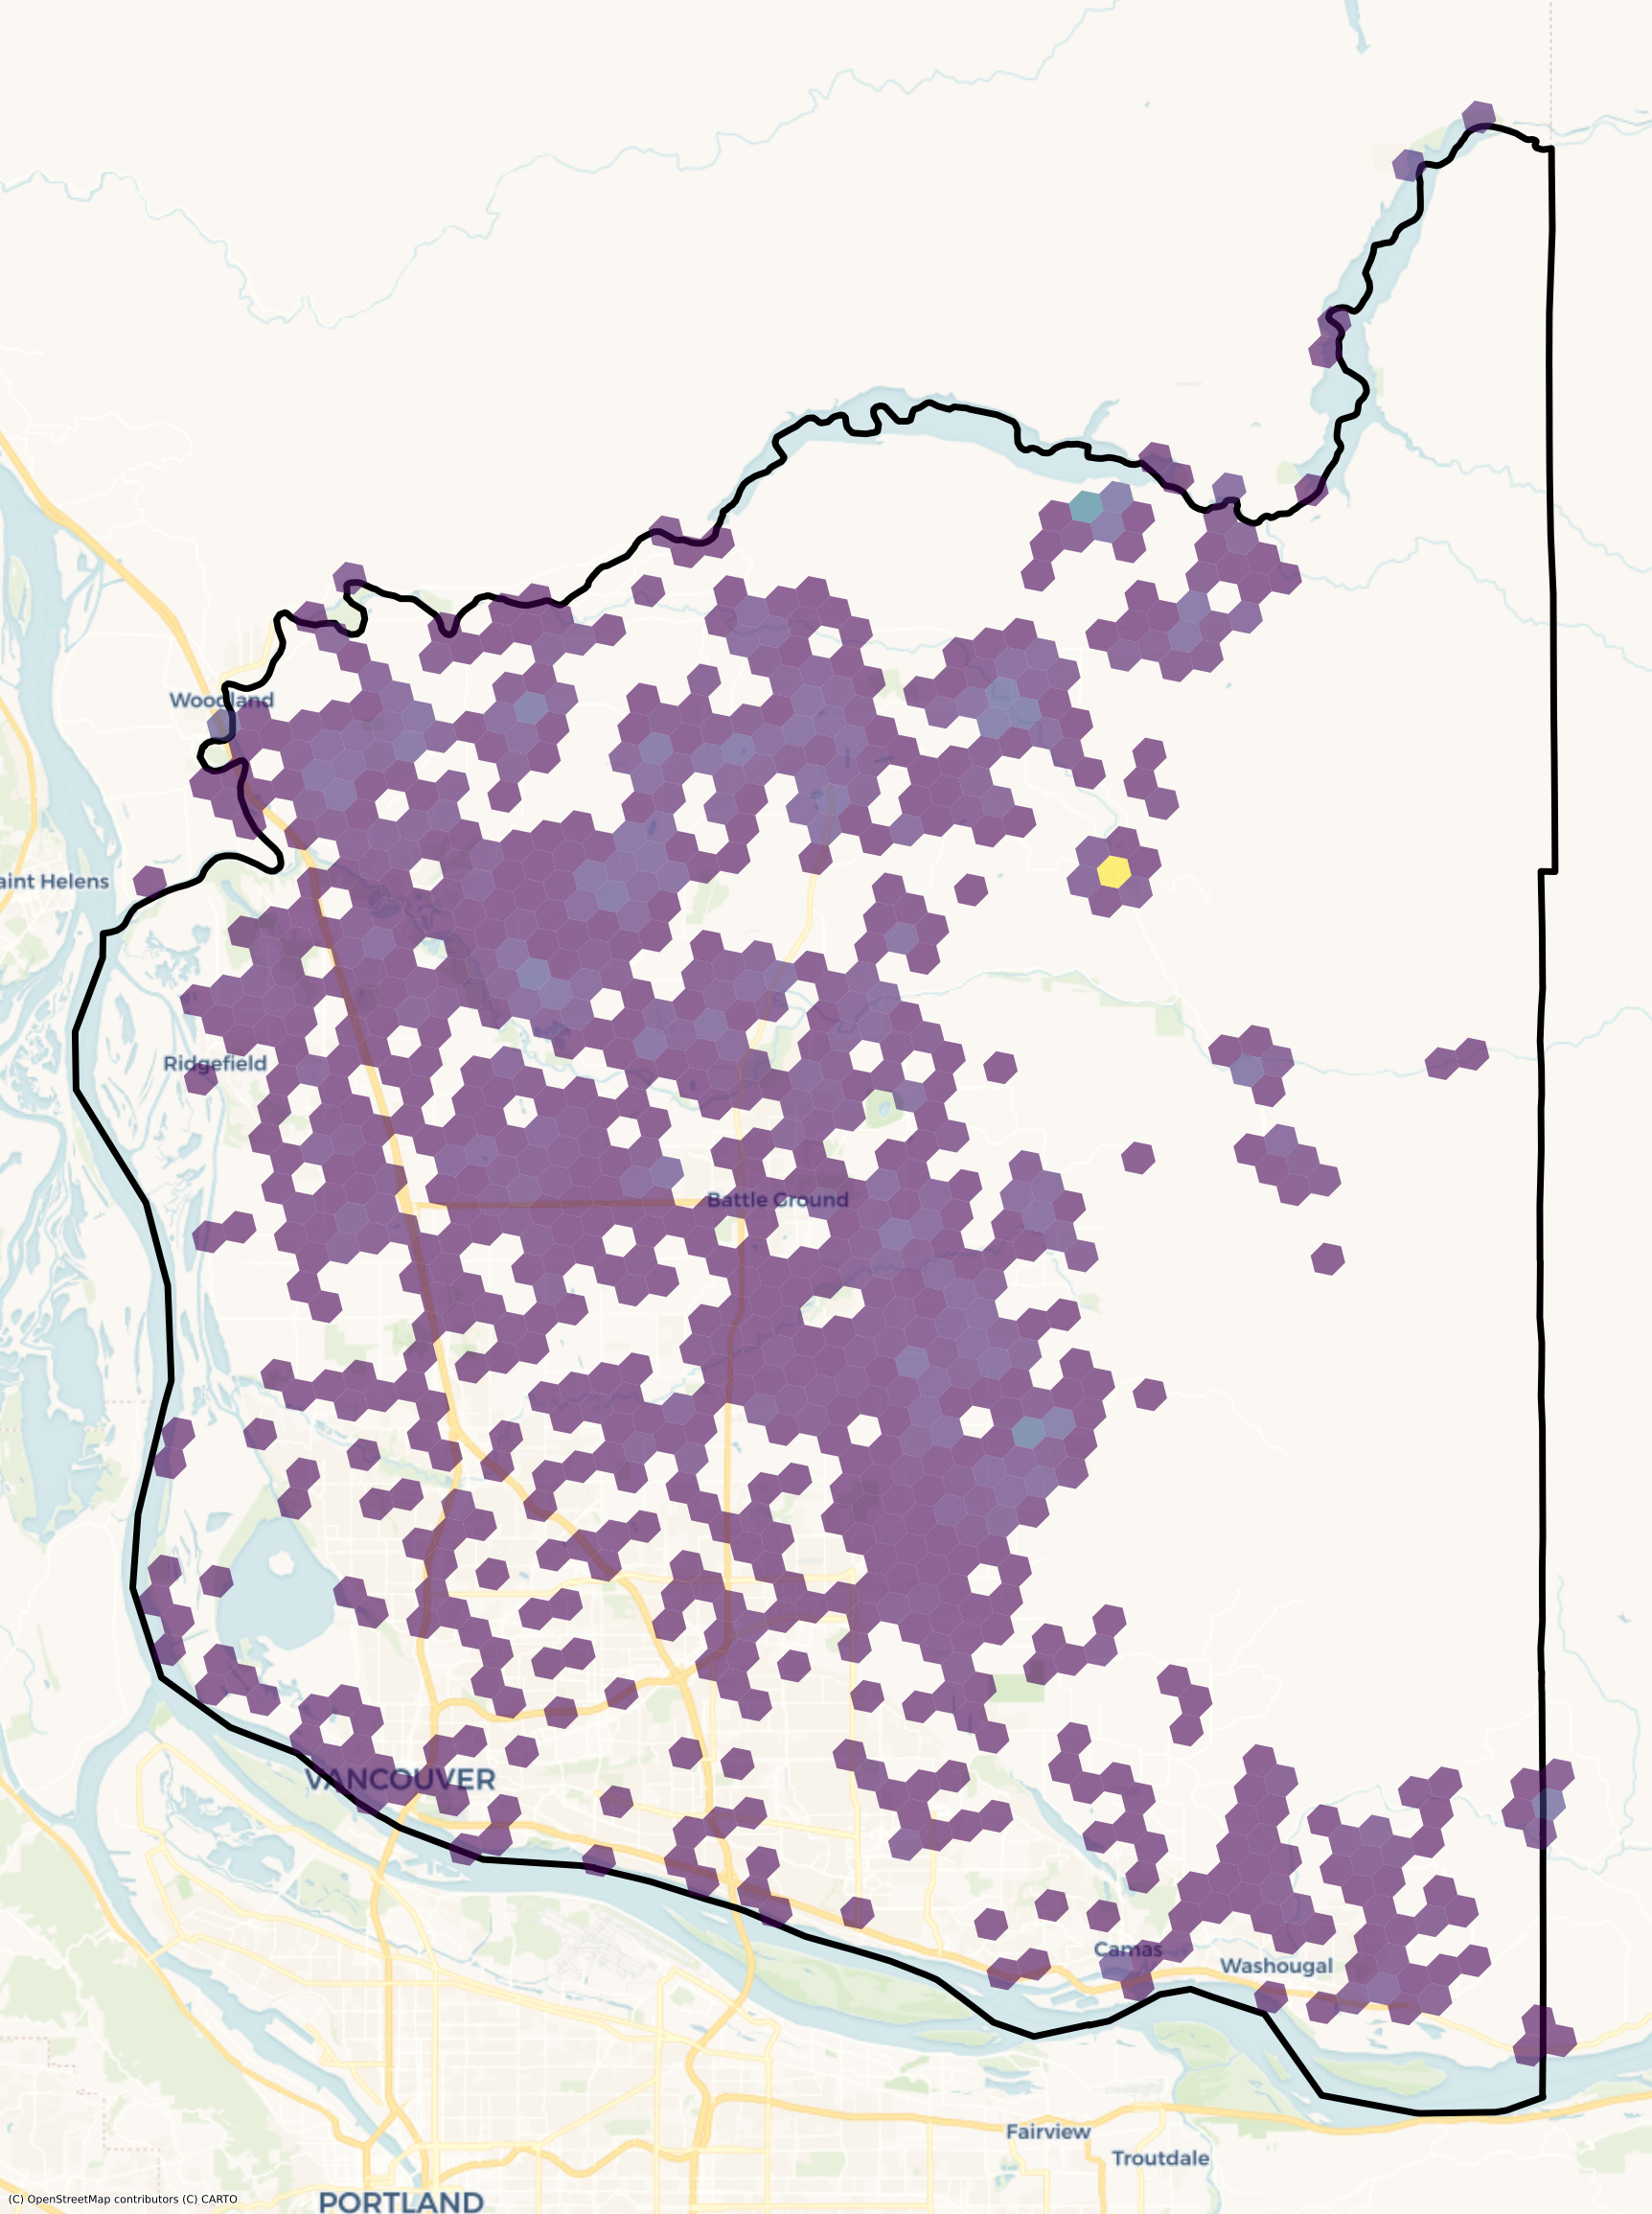 Woodland
aint Helens
Ridgefield
Battle Ground
VANCOUVER
Camas
Washougal
Fairview
Troutdale
(C) OpenStreetMap contributors (C) CARTO
PORTLAND